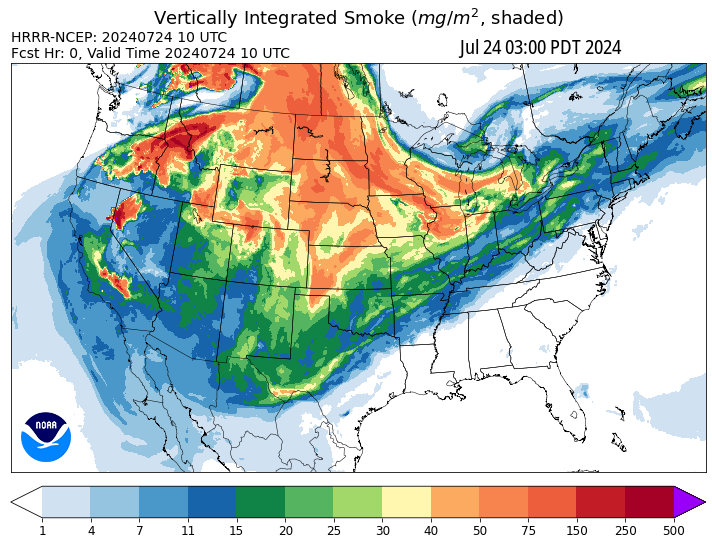 Vertically Integrated Smoke (mg/m², shaded)
HRRR-NCEP: 20240724 10 UTC
Fcst Hr: 0, Valid Time 20240724 10 UTC
Jul 24 03:00 PDT 2024
NOAA
1 4 7 11 15 20 25 30 40 50 75 150 250 500